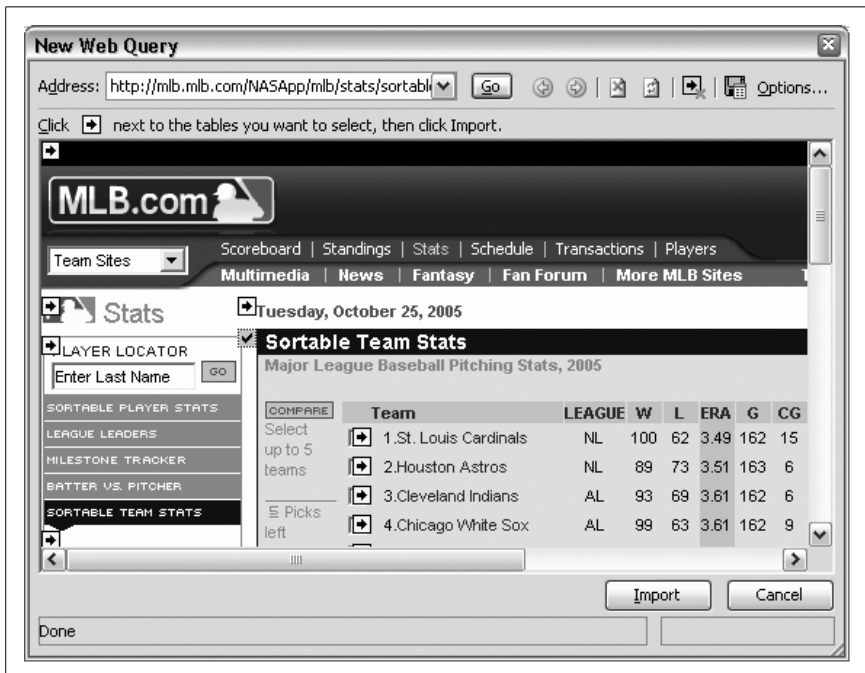 New Web Query
Address: http://mlb.mlb.com/NASApp/mlb/stats/sortabl Go Options...
Click next to the tables you want to select, then click Import.
MLB.com
Team Sites
Scoreboard | Standings | Stats | Schedule | Transactions | Players
Multimedia | News | Fantasy | Fan Forum | More MLB Sites
Stats
Tuesday, October 25, 2005
Sortable Team Stats
LAYER LOCATOR
Major League Baseball Pitching Stats, 2005
Enter Last Name GO
SORTABLE PLAYER STATS
LEAGUE LEADERS
MILESTONE TRACKER
BATTER VS. PITCHER
SORTABLE TEAM STATS
COMPARE
Select
up to 5
teams
5 Picks
left
Team LEAGUE W L ERA G CG
1.St. Louis Cardinals NL 100 62 3.49 162 15
2.Houston Astros NL 89 73 3.51 163 6
3.Cleveland Indians AL 93 69 3.61 162 6
4.Chicago White Sox AL 99 63 3.61 162 9
Import Cancel
Done